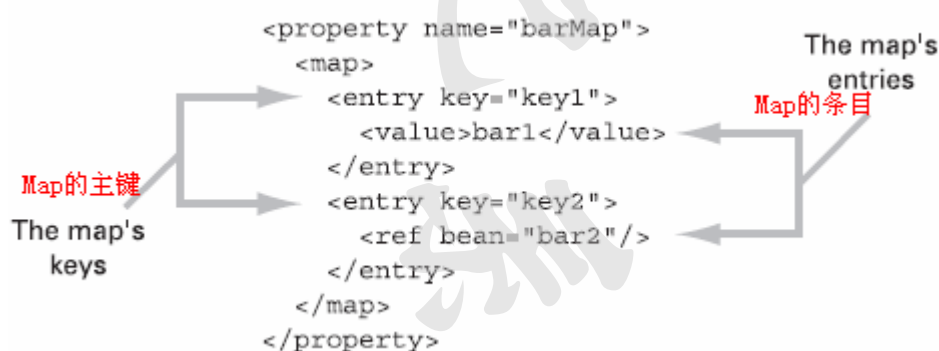 <property name="barMap">
<map>
<entry key="key1">
<value>bar1</value>
</entry>
<entry key="key2">
<ref bean="bar2"/>
</entry>
</map>
</property>
Map的主键
The map's
keys
The map's
entries
Map的条目